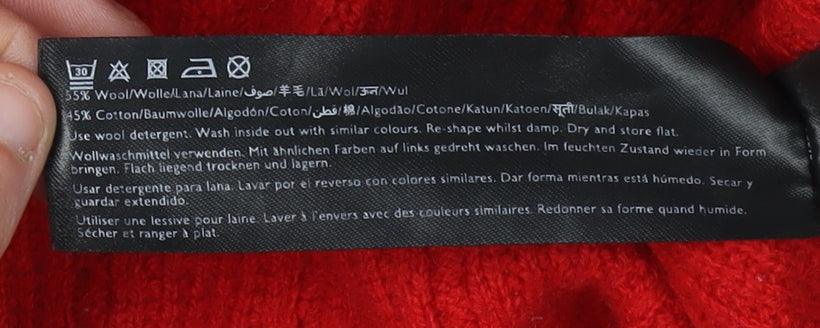 30
55% Wool/Wolle/Lana/Laine/صوف/羊毛/Lã/Wol/ऊन/Wul
45% Cotton/Baumwolle/Algodón/Coton/قطن/棉/Algodão/Cotone/Katun/Katoen/सूती/Bulak/Kapas
Use wool detergent. Wash inside out with similar colours. Re-shape whilst damp. Dry and store flat.
Wollwaschmittel verwenden. Mit ähnlichen Farben auf links gedreht waschen. Im feuchten Zustand wieder in Form
bringen. Flach liegend trocknen und lagern.
Usar detergente para lana. Lavar por el reverso con colores similares. Dar forma mientras está húmedo. Secar y
guardar extendido.
Utiliser une lessive pour laine. Laver à l'envers avec des couleurs similaires. Redonner sa forme quand humide.
Sécher et ranger à plat.